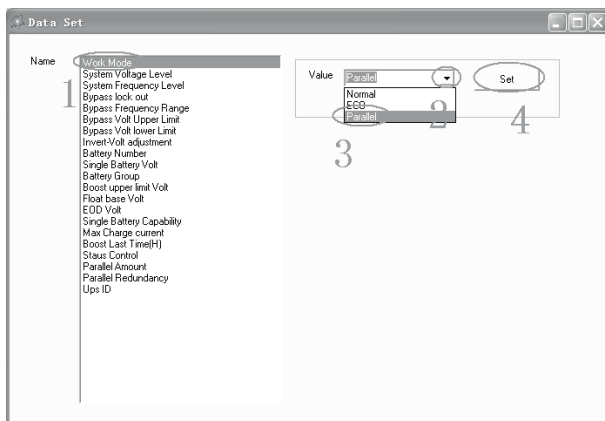 Data Set
Name
Work Mode
System Voltage Level
System Frequency Level
Bypass lock out
Bypass Frequency Range
Bypass Volt Upper Limit
Bypass Volt lower Limit
Invert-Volt adjustment
Battery Number
Single Battery Volt
Battery Group
Boost upper limit Volt
Float base Volt
EOD Volt
Single Battery Capability
Max Charge current
Boost Last Time(H)
Staus Control
Parallel Amount
Parallel Redundancy
Ups ID
1
Value
Parallel
Normal
ECO
Parallel
2
3
Set
4